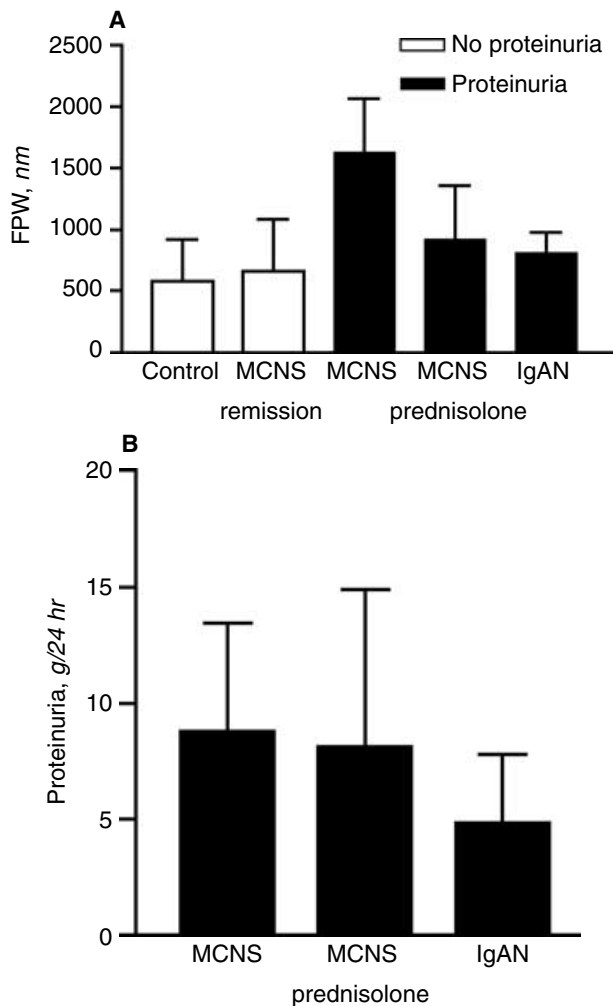 A
2500
2000
1500
1000
500
0
FPW, nm
No proteinuria
Proteinuria
Control MCNS MCNS MCNS IgAN
remission prednisolone
B
20
15
10
5
0
Proteinuria, g/24 hr
MCNS MCNS IgAN
prednisolone